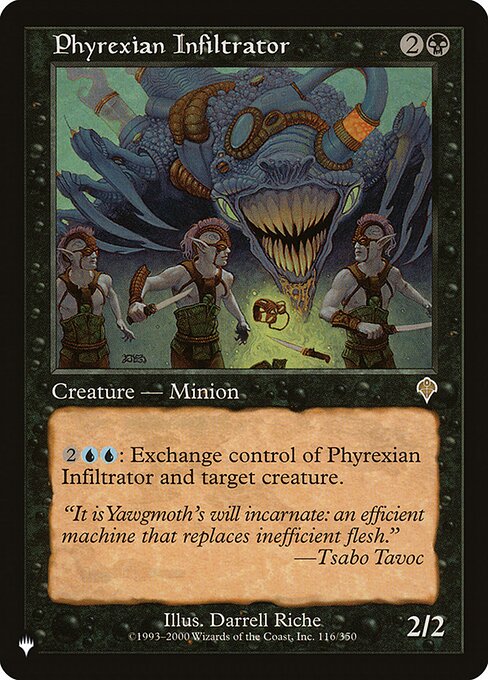 Phyrexian Infiltrator 2
Creature — Minion
2: Exchange control of Phyrexian
Infiltrator and target creature.
“It is Yawgmoth’s will incarnate: an efficient
machine that replaces inefficient flesh.”
—Tsabo Tavoc
Illus. Darrell Riche
©1993–2000 Wizards of the Coast, Inc. 116/350
2/2